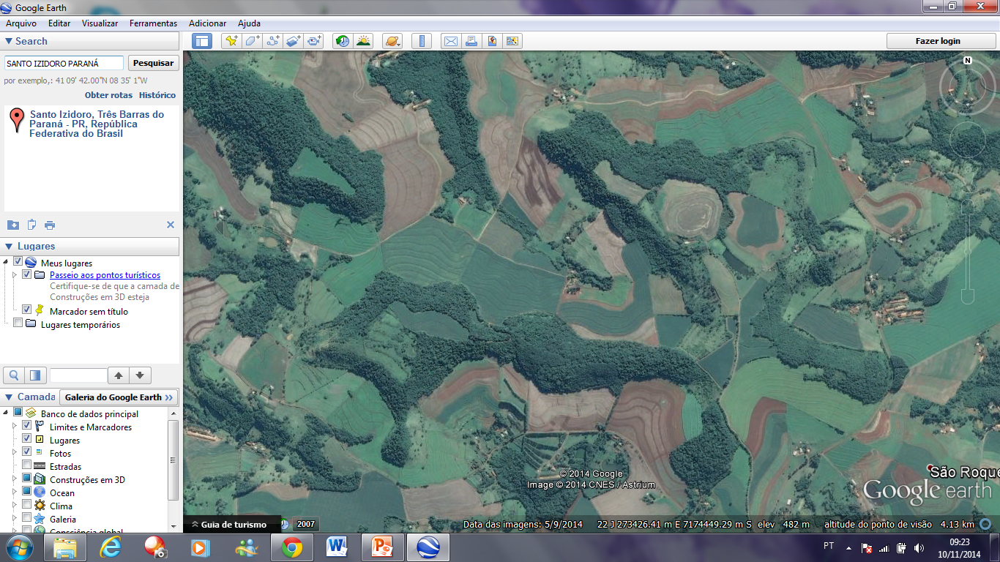 Google Earth
Arquivo Editar Visualizar Ferramentas Adicionar Ajuda
Search
SANTO IZIDORO PARANÁ
Pesquisar
por exemplo,: 41 09' 42.00"N 08 35' 1"W
Obter rotas Histórico
Santo Izidoro, Três Barras do
Paraná - PR, República
Federativa do Brasil
Lugares
Meus lugares
Passeio aos pontos turísticos
Certifique-se de que a camada de
Construções em 3D esteja
Marcador sem título
Lugares temporários
Camada
Galeria do Google Earth >>
Banco de dados principal
Limites e Marcadores
Lugares
Fotos
Estradas
Construções em 3D
Ocean
Clima
Galeria
Consciência global
Fazer login
N
São Roque
© 2014 Google
Image © 2014 CNES / Astrium
Google earth
Guia de turismo
2007
Data das imagens: 5/9/2014 22 J 273426.41 m E 7174449.29 m S elev 482 m altitude do ponto de visão 4.13 km
PT
09:23
10/11/2014